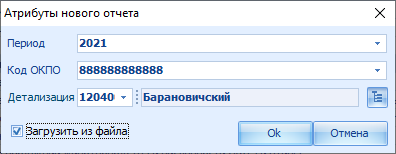 Атрибуты нового отчета
Период 2021
Код ОКПО 888888888888
Детализация 12040 Барановичский
Загрузить из файла Ok Отмена